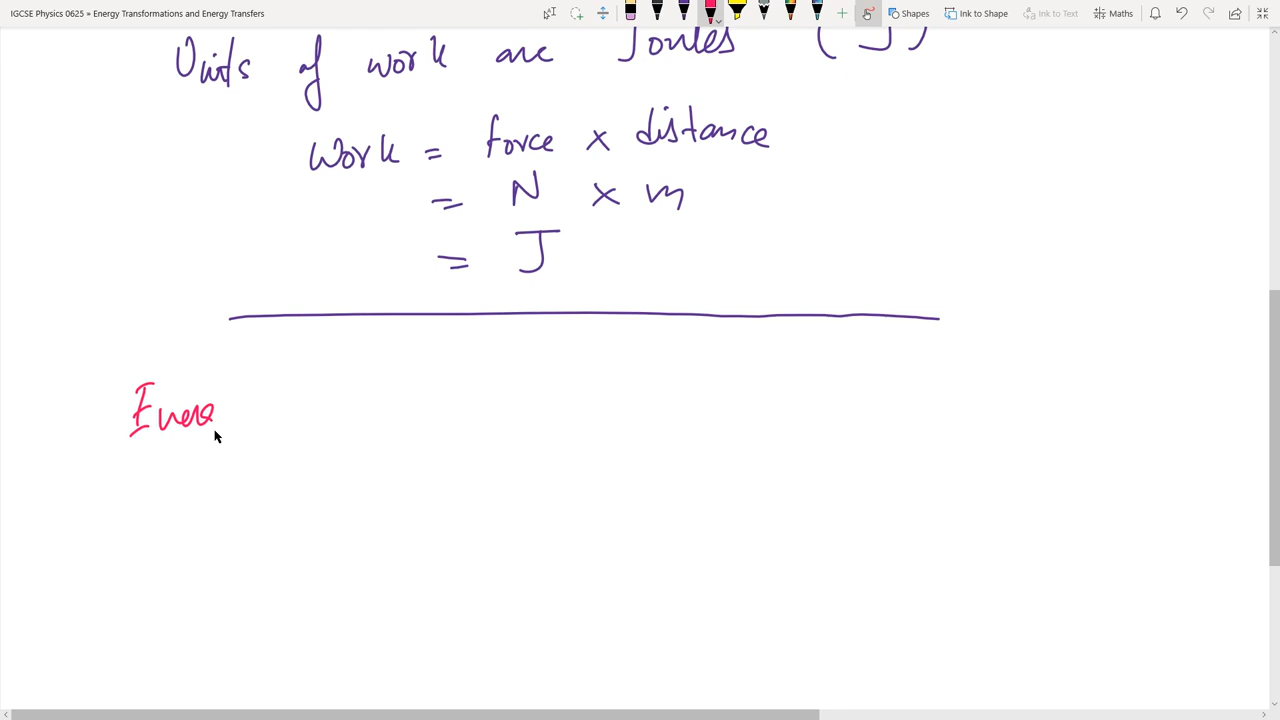 IGCSE Physics 0625 - Energy Transformations and Energy Transfers
Shapes Ink to Shape Ink to Text Maths
Units of work are Joules (J)
Work = force x distance
= N x m
= J
Ener